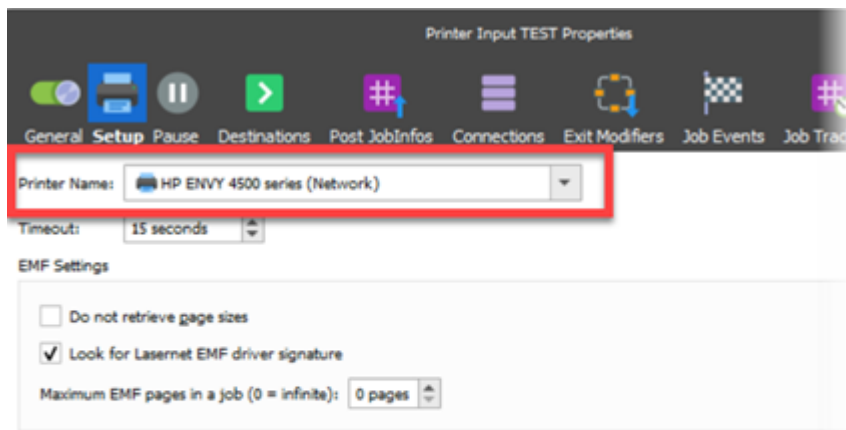 Printer Input TEST Properties
General Setup Pause Destinations Post JobInfos Connections Exit Modifiers Job Events Job Trac
Printer Name: HP ENVY 4500 series (Network)
Timeout: 15 seconds
EMF Settings
Do not retrieve page sizes
Look for Lasernet EMF driver signature
Maximum EMF pages in a job (0 = infinite): 0 pages